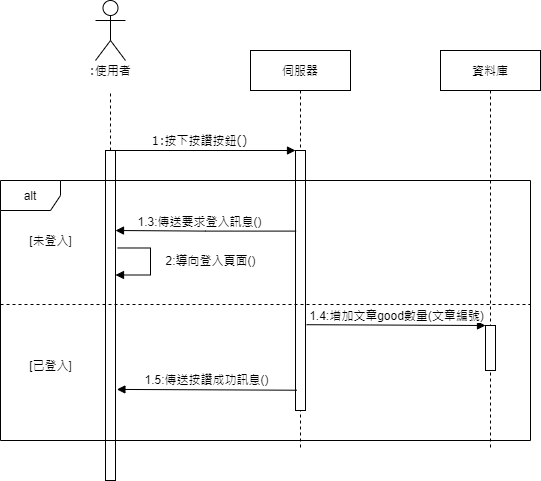 :使用者
伺服器
資料庫
1:按下按讚按鈕()
alt
1.3:傳送要求登入訊息()
[未登入]
2:導向登入頁面()
1.4:增加文章good數量(文章編號)
[已登入]
1.5:傳送按讚成功訊息()